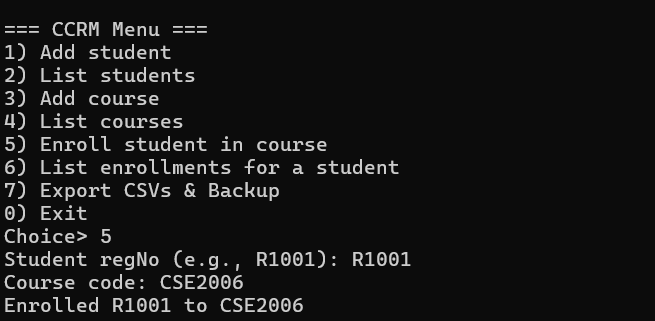 === CCRM Menu ===
1) Add student
2) List students
3) Add course
4) List courses
5) Enroll student in course
6) List enrollments for a student
7) Export CSVs & Backup
0) Exit
Choice> 5
Student regNo (e.g., R1001): R1001
Course code: CSE2006
Enrolled R1001 to CSE2006